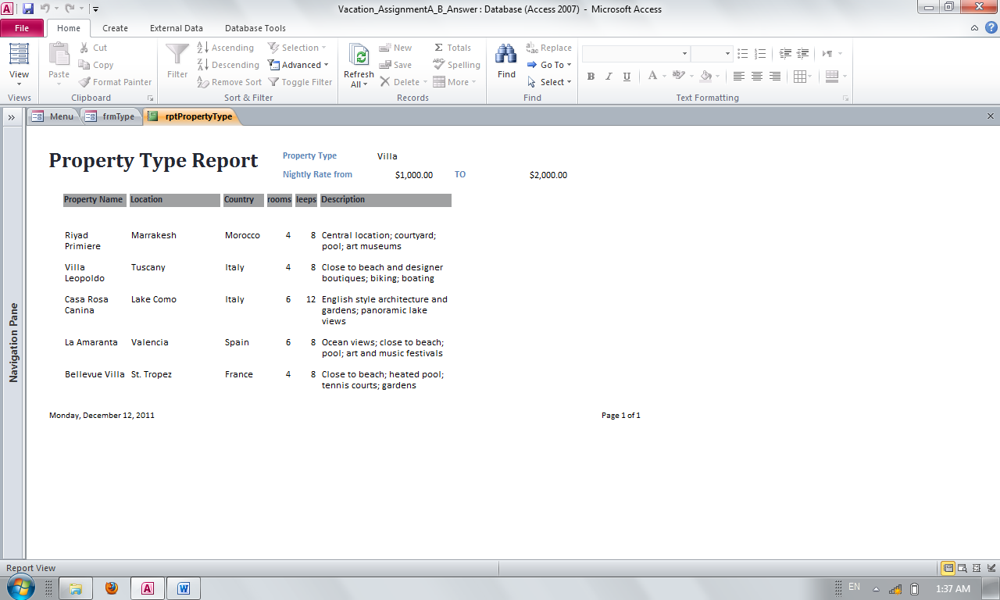 Vacation_AssignmentA_B_Answer : Database (Access 2007) - Microsoft Access
File Home Create External Data Database Tools
View
Views
Paste
Cut
Copy
Format Painter
Clipboard
Filter
Ascending
Descending
Remove Sort
Selection
Advanced
Toggle Filter
Sort & Filter
Refresh
All
New
Save
Delete
Totals
Spelling
More
Records
Find
Replace
Go To
Select
Find
Text Formatting
Menu frmType rptPropertyType
Navigation Pane
Property Type Report
Property Type Villa
Nightly Rate from $1,000.00 TO $2,000.00
Property Name Location Country rooms leeps Description
Riyad Marrakesh Morocco 4 8 Central location; courtyard;
Primiere pool; art museums
Villa Tuscany Italy 4 8 Close to beach and designer
Leopoldo boutiques; biking; boating
Casa Rosa Lake Como Italy 6 12 English style architecture and
Canina gardens; panoramic lake
views
La Amaranta Valencia Spain 6 8 Ocean views; close to beach;
pool; art and music festivals
Bellevue Villa St. Tropez France 4 8 Close to beach; heated pool;
tennis courts; gardens
Monday, December 12, 2011 Page 1 of 1
Report View
EN 1:37 AM